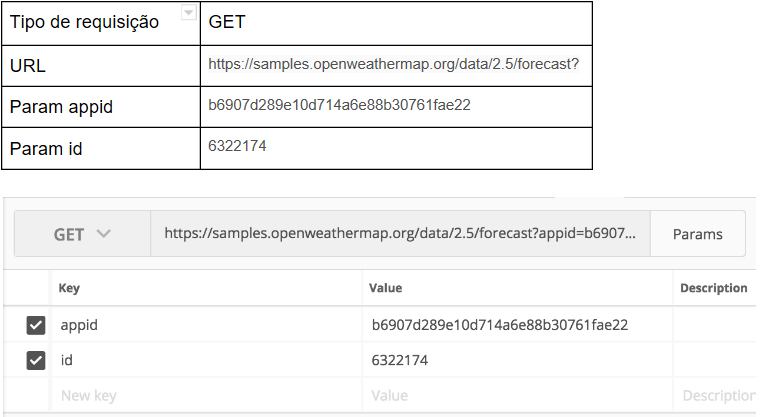 Tipo de requisição GET
URL https://samples.openweathermap.org/data/2.5/forecast?
Param appid b6907d289e10d714a6e88b30761fae22
Param id 6322174
GET https://samples.openweathermap.org/data/2.5/forecast?appid=b6907... Params
Key Value Description
appid b6907d289e10d714a6e88b30761fae22
id 6322174
New key Value Description